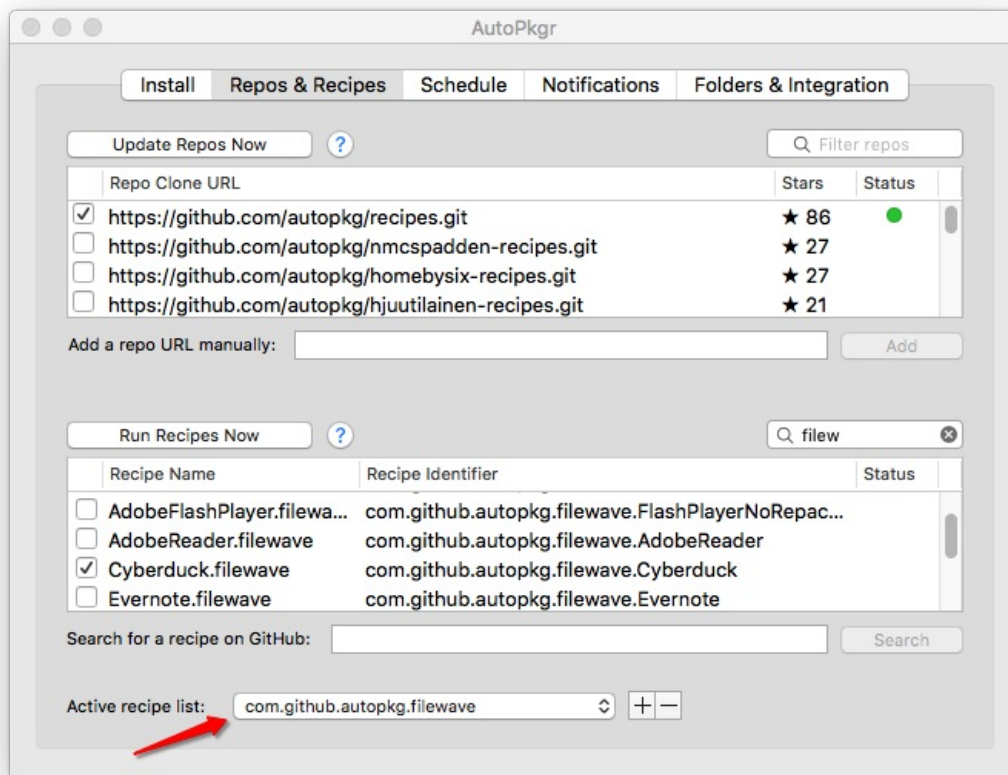 AutoPkgr
Install Repos & Recipes Schedule Notifications Folders & Integration
Update Repos Now ? Filter repos
Repo Clone URL Stars Status
https://github.com/autopkg/recipes.git ★ 86
https://github.com/autopkg/nmcspadden-recipes.git ★ 27
https://github.com/autopkg/homebysix-recipes.git ★ 27
https://github.com/autopkg/hjuutilainen-recipes.git ★ 21
Add a repo URL manually: Add
Run Recipes Now ? filew
Recipe Name Recipe Identifier Status
AdobeFlashPlayer.filewa... com.github.autopkg.filewave.FlashPlayerNoRepac...
AdobeReader.filewave com.github.autopkg.filewave.AdobeReader
Cyberduck.filewave com.github.autopkg.filewave.Cyberduck
Evernote.filewave com.github.autopkg.filewave.Evernote
Search for a recipe on GitHub: Search
Active recipe list: com.github.autopkg.filewave + −